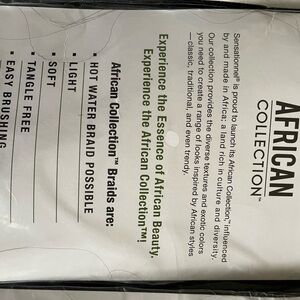 AFRICAN
COLLECTION™
Sensationnel® is proud to launch its African Collection,™ influenced
by and made in Africa; a land rich in culture and diversity.
Our collection provides the diverse textures and exotic colors
you need to create a range of looks inspired by African styles
— classic, traditional, and even trendy.
Experience the Essence of African Beauty.
Experience the African Collection™!
African Collection™ Braids are:
▪ HOT WATER BRAID POSSIBLE
▪ LIGHT
▪ SOFT
▪ TANGLE FREE
▪ EASY BRUSHING